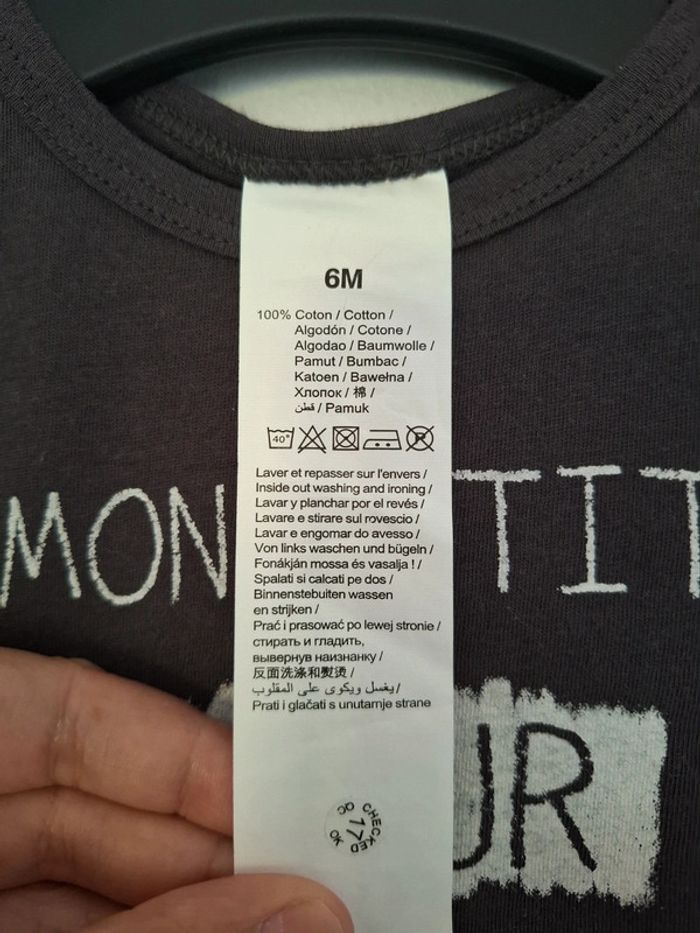 6M
100% Coton / Cotton /
Algodón / Cotone /
Algodao / Baumwolle /
Pamut / Bumbac /
Katoen / Bawełna /
Хлопок / 棉 /
قطن / Pamuk
40°
P
Laver et repasser sur l'envers /
Inside out washing and ironing /
Lavar y planchar por el revés /
Lavare e stirare sul rovescio /
Lavar e engomar do avesso /
Von links waschen und bügeln /
Fonákján mossa és vasalja ! /
Spalati si calcati pe dos /
Binnenstebuiten wassen
en strijken /
Prać i prasować po lewej stronie /
стирать и гладить,
вывернув наизнанку /
反面洗涤和熨烫 /
يغسل ويكوى على المقلوب /
Prati i glačati s unutarnje strane
MON TIT
UR
QC CHECKED
17
OK